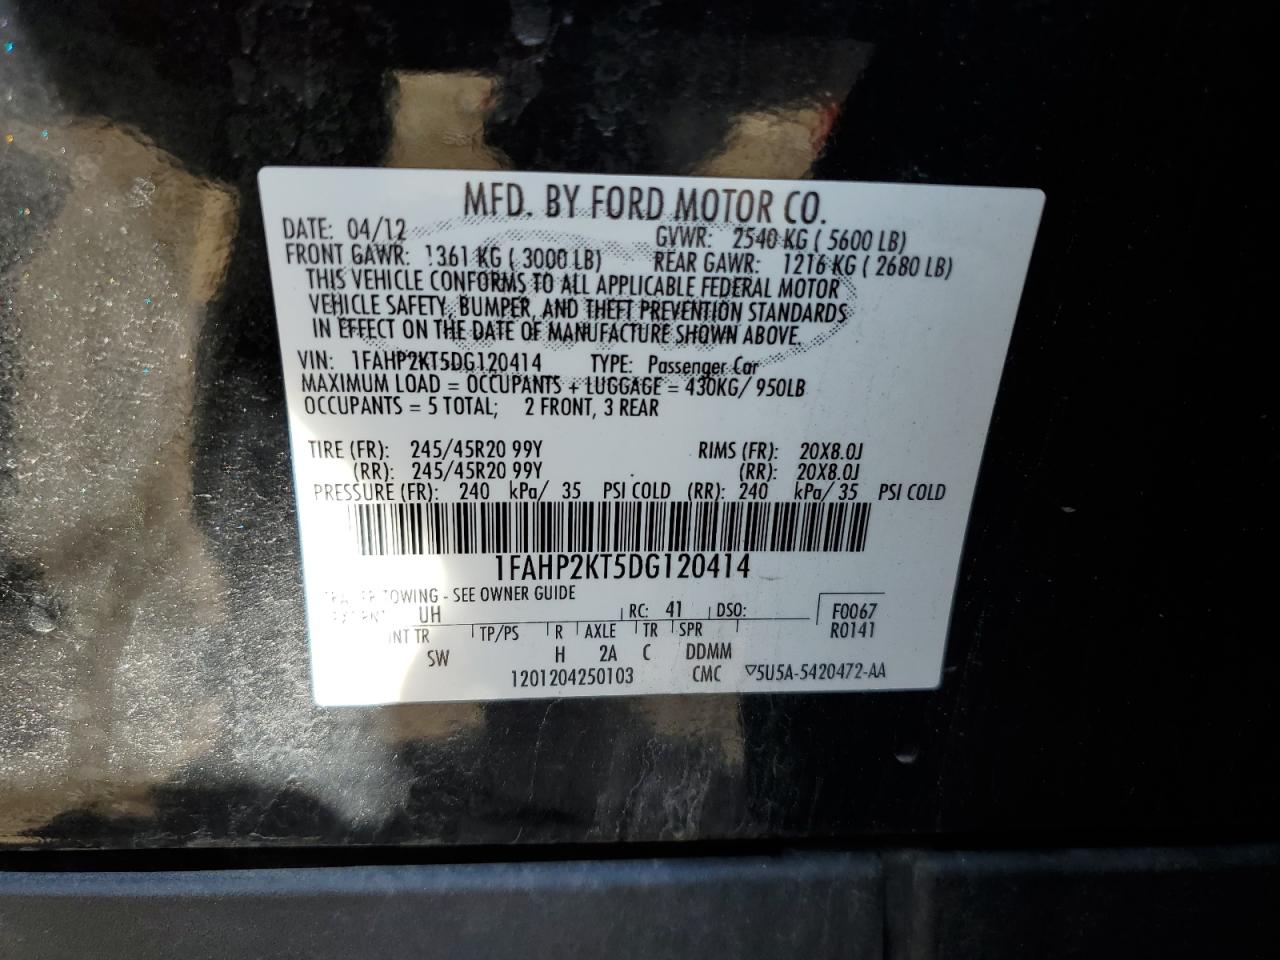 MFD. BY FORD MOTOR CO.
DATE: 04/12 GVWR: 2540 KG ( 5600 LB)
FRONT GAWR: 1361 KG ( 3000 LB) REAR GAWR: 1216 KG ( 2680 LB)
THIS VEHICLE CONFORMS TO ALL APPLICABLE FEDERAL MOTOR
VEHICLE SAFETY, BUMPER, AND THEFT PREVENTION STANDARDS
IN EFFECT ON THE DATE OF MANUFACTURE SHOWN ABOVE.
VIN: 1FAHP2KT5DG120414 TYPE: Passenger Car
MAXIMUM LOAD = OCCUPANTS + LUGGAGE = 430KG/ 950LB
OCCUPANTS = 5 TOTAL; 2 FRONT, 3 REAR
TIRE (FR): 245/45R20 99Y RIMS (FR): 20X8.0J
(RR): 245/45R20 99Y (RR): 20X8.0J
PRESSURE (FR): 240 kPa/ 35 PSI COLD (RR): 240 kPa/ 35 PSI COLD
1FAHP2KT5DG120414
TOWING - SEE OWNER GUIDE
UH RC: 41 DSO: F0067
R0141
INT TR TP/PS R AXLE TR SPR
SW H 2A C DDMM
1201204250103 CMC ▽5U5A-5420472-AA